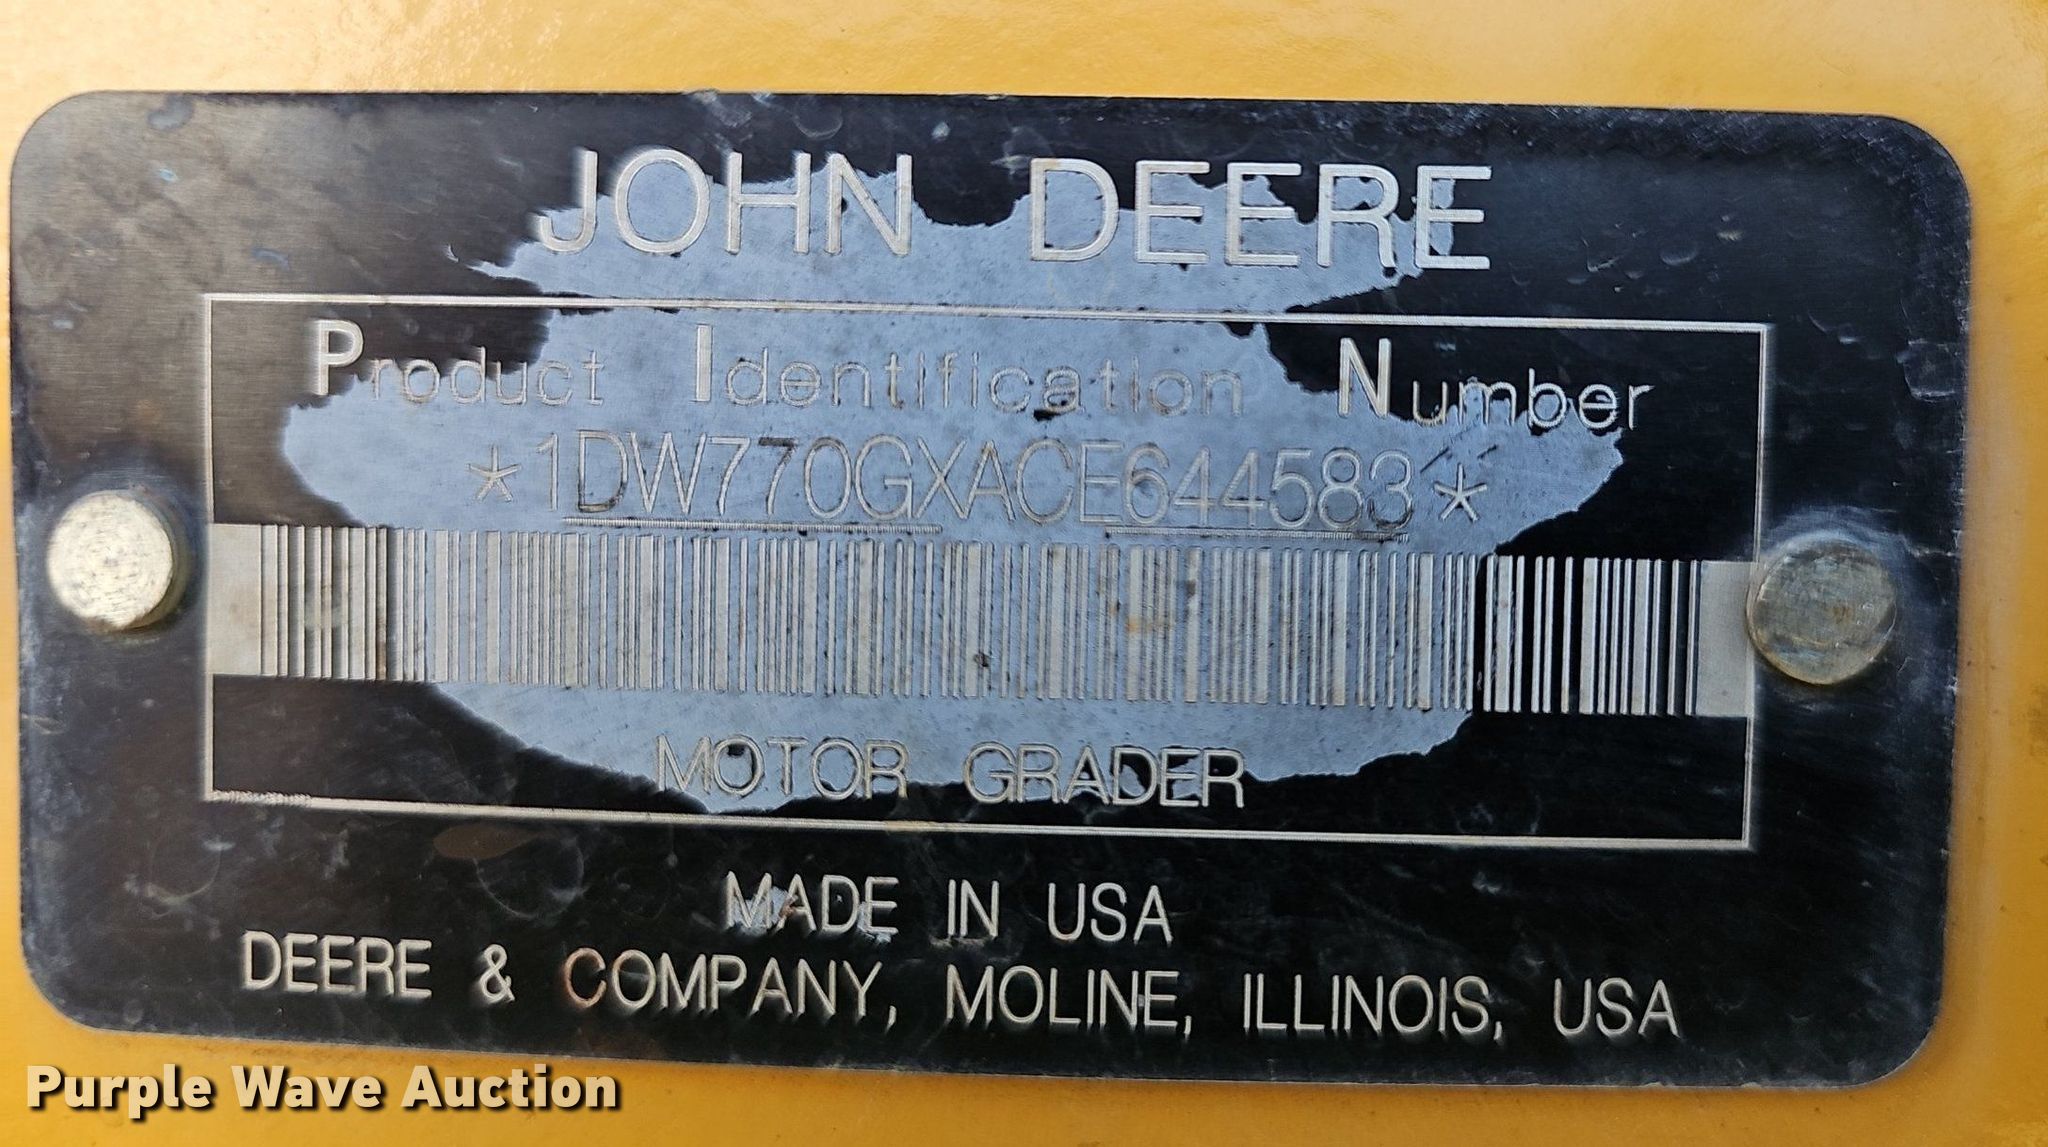 JOHN DEERE
Product Identification Number
*1DW770GXACE644583*
MOTOR GRADER
MADE IN USA
DEERE & COMPANY, MOLINE, ILLINOIS, USA
Purple Wave Auction